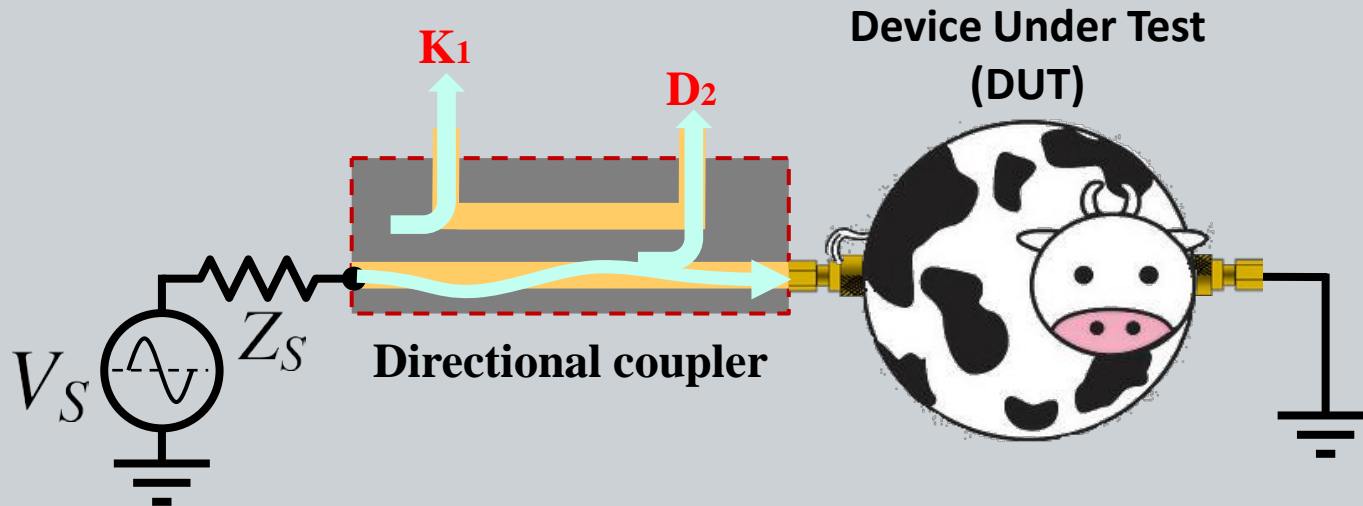 Device Under Test
(DUT)
K1
D2
ZS
VS
Directional coupler